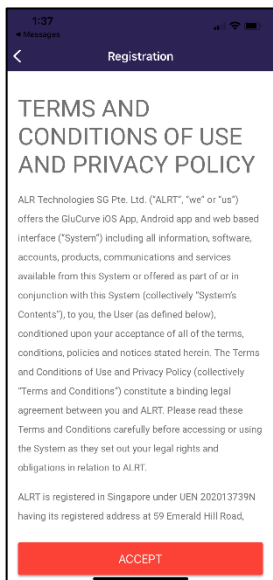 1:37
◂ Messages
Registration
TERMS AND
CONDITIONS OF USE
AND PRIVACY POLICY
ALR Technologies SG Pte. Ltd. (“ALRT”, “we” or “us”)
offers the GluCurve iOS App, Android app and web based
interface (“System”) including all information, software,
accounts, products, communications and services
available from this System or offered as part of or in
conjunction with this System (collectively “System’s
Contents”), to you, the User (as defined below),
conditioned upon your acceptance of all of the terms,
conditions, policies and notices stated herein. The Terms
and Conditions of Use and Privacy Policy (collectively
“Terms and Conditions”) constitute a binding legal
agreement between you and ALRT. Please read these
Terms and Conditions carefully before accessing or using
the System as they set out your legal rights and
obligations in relation to ALRT.
ALRT is registered in Singapore under UEN 202013739N
having its registered address at 59 Emerald Hill Road,
ACCEPT